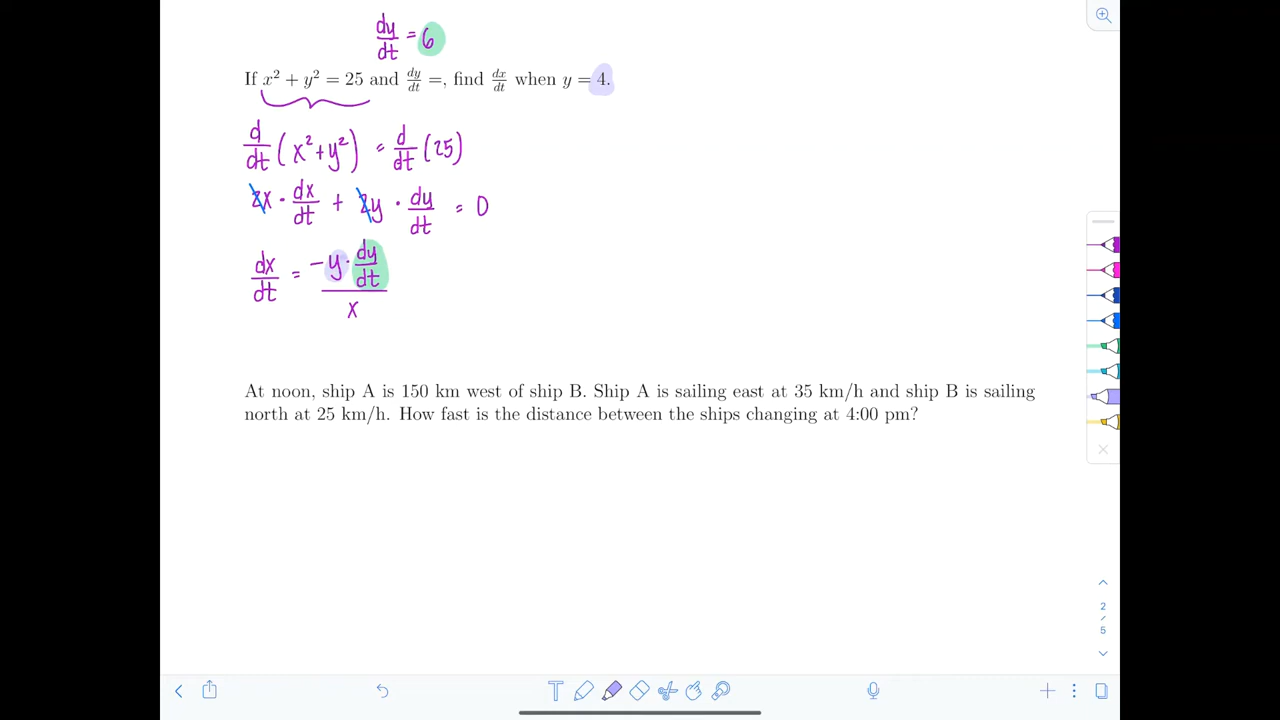 dy/dt = 6
If x² + y² = 25 and dy/dt =, find dx/dt when y = 4.
d/dt (x² + y²) = d/dt (25)
2x · dx/dt + 2y · dy/dt = 0
dx/dt = -y · dy/dt / x
At noon, ship A is 150 km west of ship B. Ship A is sailing east at 35 km/h and ship B is sailing
north at 25 km/h. How fast is the distance between the ships changing at 4:00 pm?
2
/
5
T